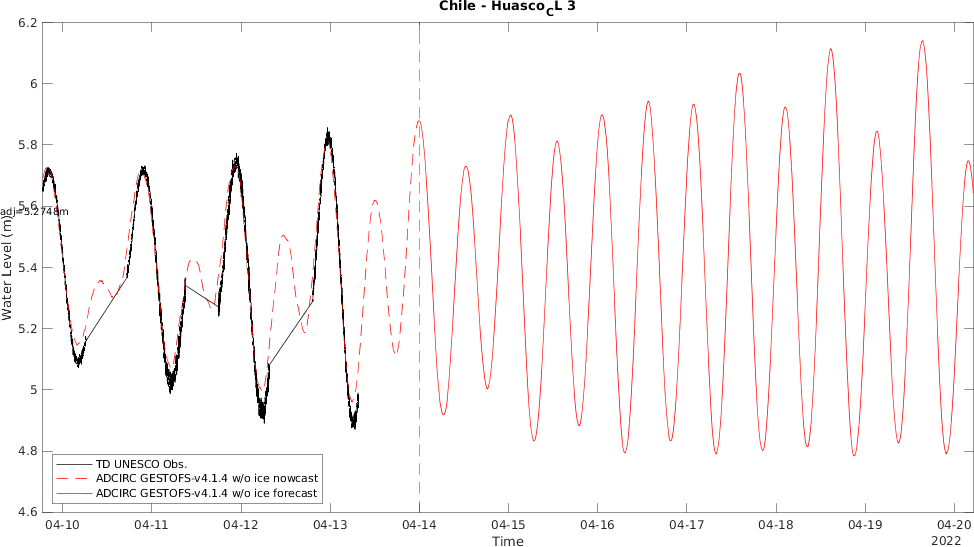 Chile - Huasco CL 3
6.2
6
5.8
5.6
adj=5.2748m
5.4
5.2
5
4.8
4.6
Water Level (m)
TD UNESCO Obs.
ADCIRC GESTOFS-v4.1.4 w/o ice nowcast
ADCIRC GESTOFS-v4.1.4 w/o ice forecast
04-10 04-11 04-12 04-13 04-14 04-15 04-16 04-17 04-18 04-19 04-20
Time
2022